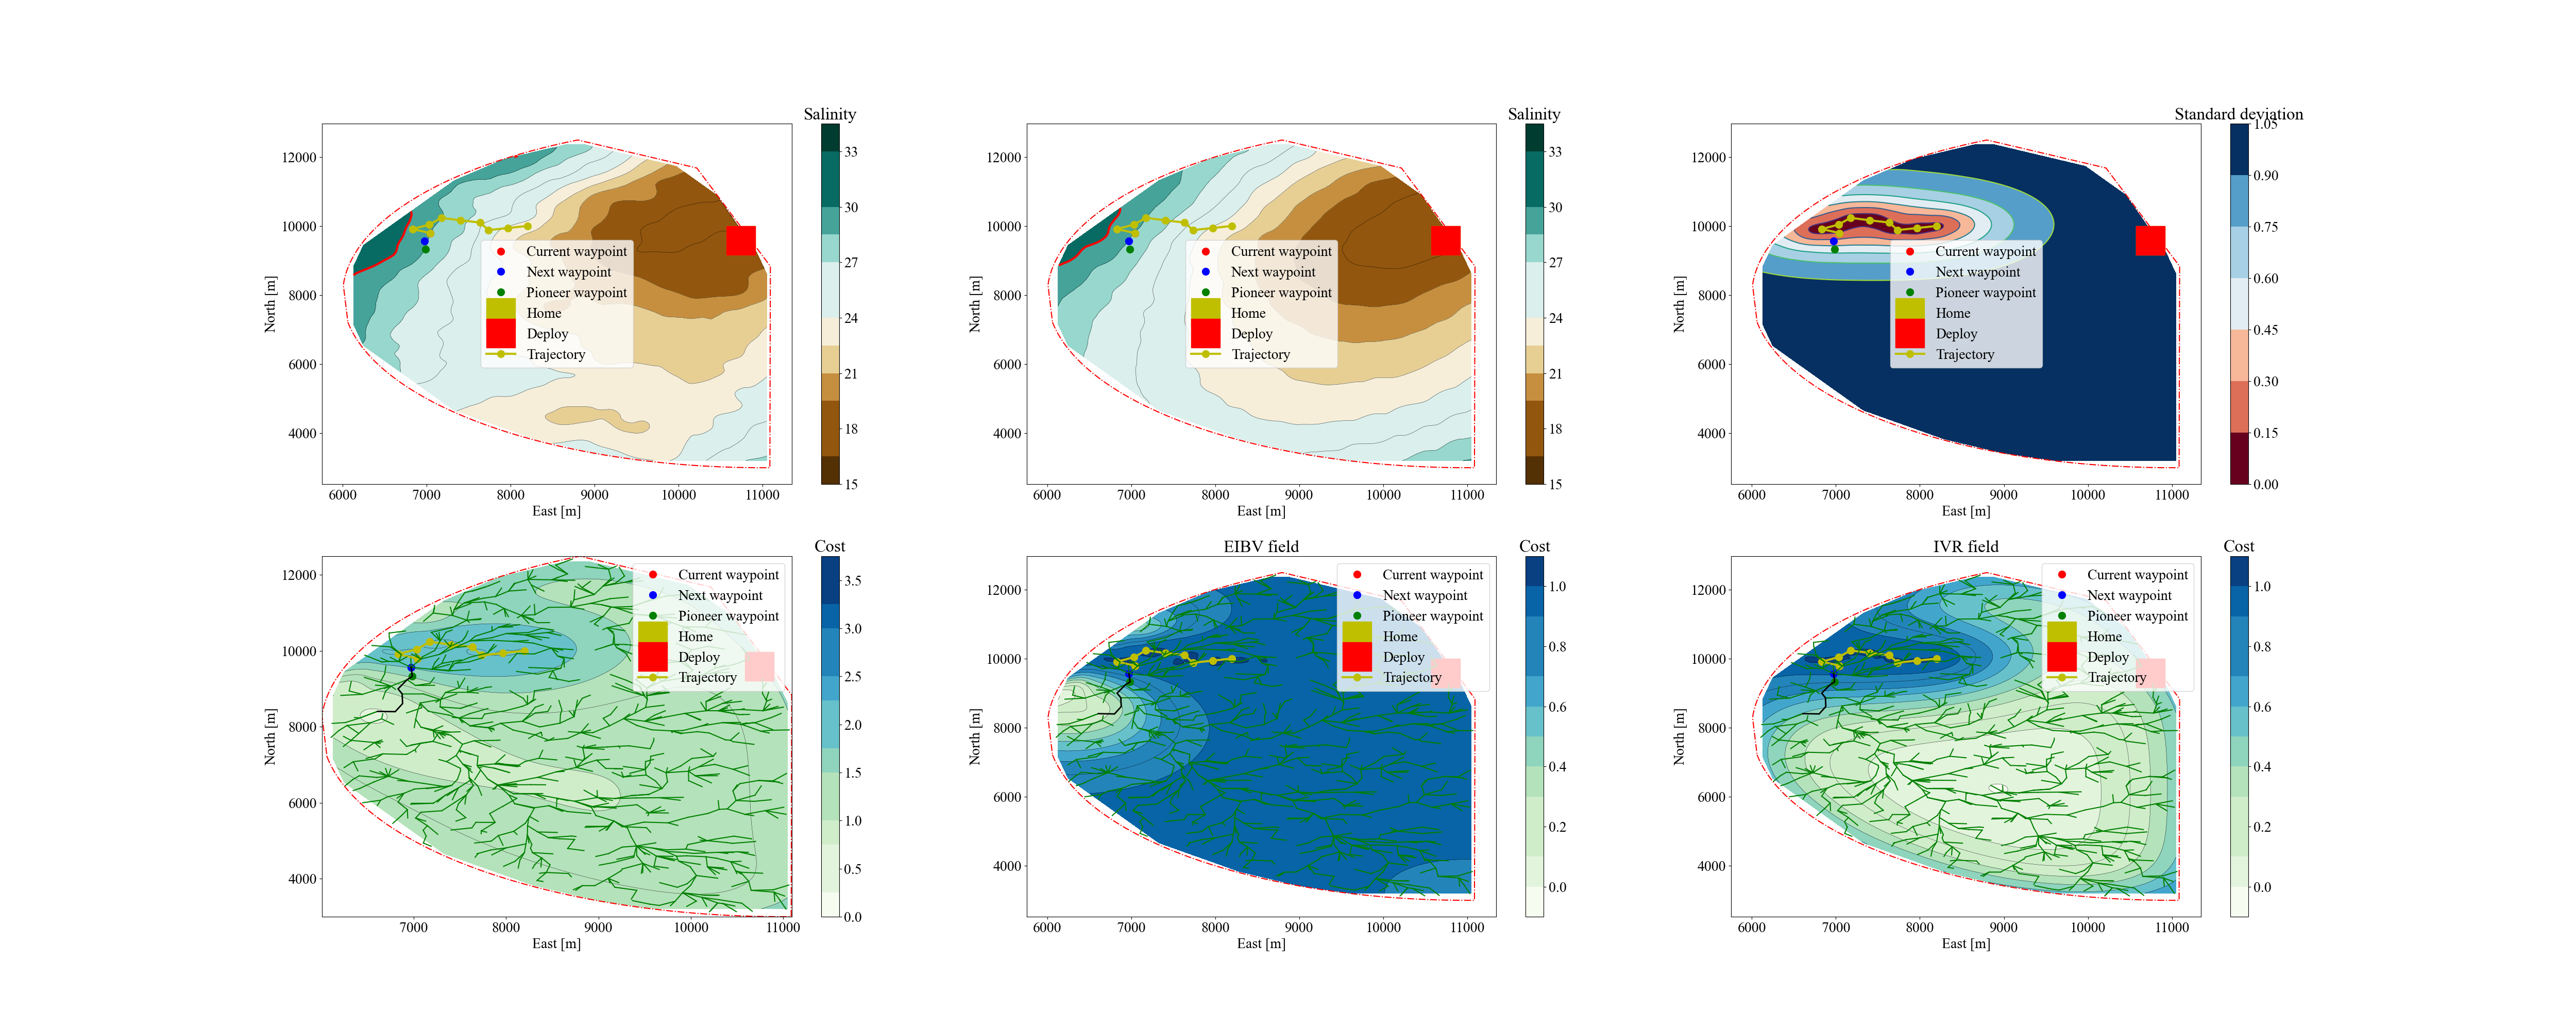 Salinity
12000
10000
8000
6000
4000
North [m]
6000 7000 8000 9000 10000 11000
East [m]
33
30
27
24
21
18
15
Current waypoint
Next waypoint
Pioneer waypoint
Home
Deploy
Trajectory
Salinity
12000
10000
8000
6000
4000
North [m]
6000 7000 8000 9000 10000 11000
East [m]
33
30
27
24
21
18
15
Current waypoint
Next waypoint
Pioneer waypoint
Home
Deploy
Trajectory
Standard deviation
12000
10000
8000
6000
4000
North [m]
6000 7000 8000 9000 10000 11000
East [m]
1.05
0.90
0.75
0.60
0.45
0.30
0.15
0.00
Current waypoint
Next waypoint
Pioneer waypoint
Home
Deploy
Trajectory
Cost
12000
10000
8000
6000
4000
North [m]
7000 8000 9000 10000 11000
East [m]
3.5
3.0
2.5
2.0
1.5
1.0
0.5
0.0
Current waypoint
Next waypoint
Pioneer waypoint
Home
Deploy
Trajectory
EIBV field
Cost
12000
10000
8000
6000
4000
North [m]
6000 7000 8000 9000 10000 11000
East [m]
1.0
0.8
0.6
0.4
0.2
0.0
Current waypoint
Next waypoint
Pioneer waypoint
Home
Deploy
Trajectory
IVR field
Cost
12000
10000
8000
6000
4000
North [m]
6000 7000 8000 9000 10000 11000
East [m]
1.0
0.8
0.6
0.4
0.2
0.0
Current waypoint
Next waypoint
Pioneer waypoint
Home
Deploy
Trajectory